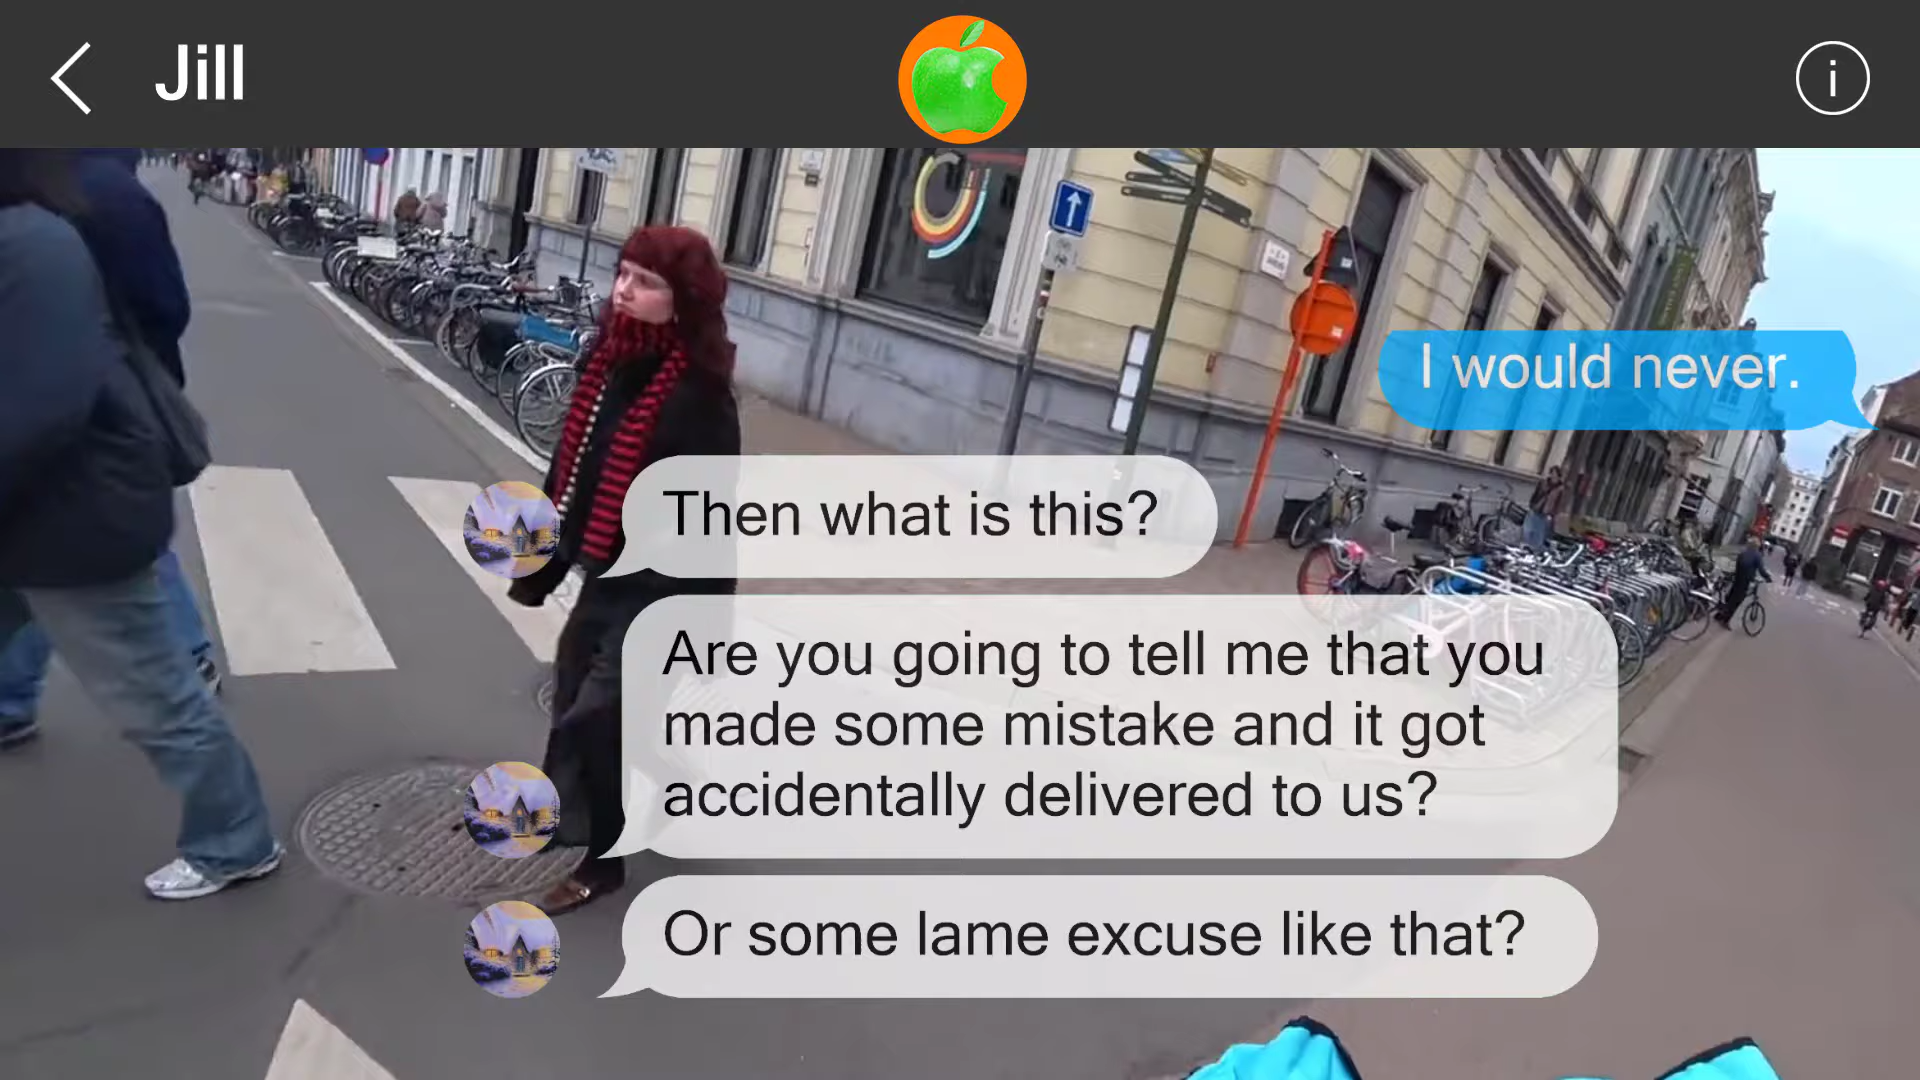 Jill
I would never.
Then what is this?
Are you going to tell me that you
made some mistake and it got
accidentally delivered to us?
Or some lame excuse like that?